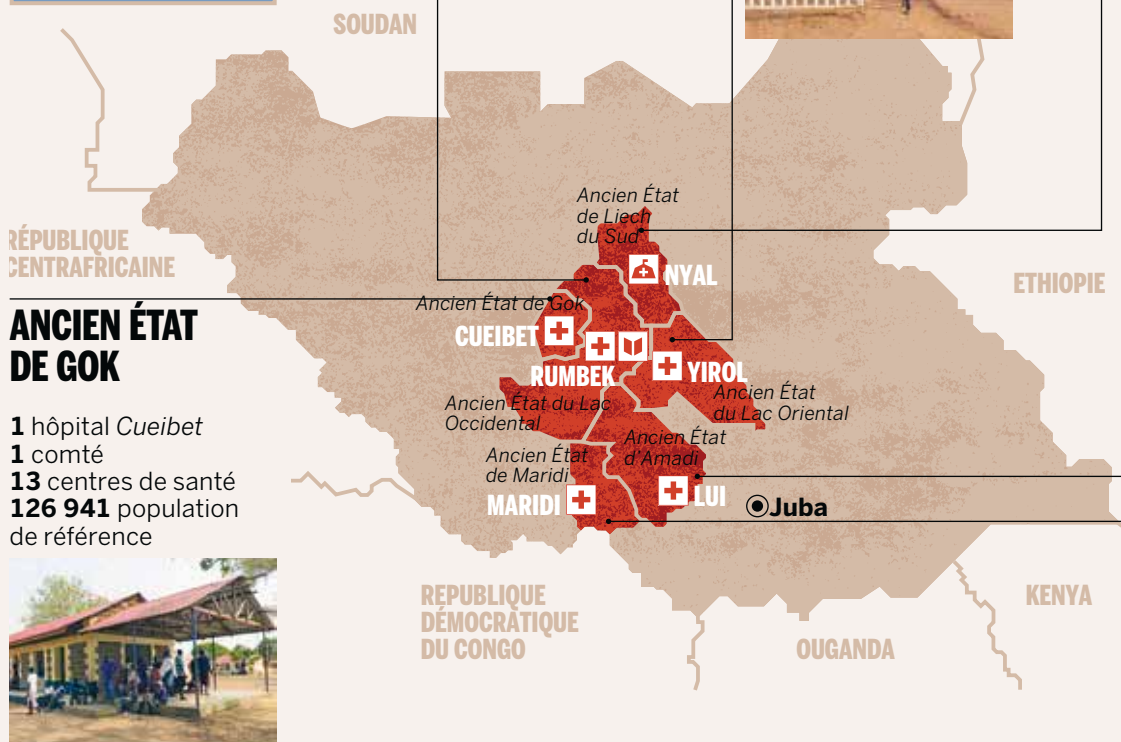 SOUDAN
Ancien État
de Liech
du Sud
RÉPUBLIQUE
CENTRAFRICAINE
NYAL
ETHIOPIE
Ancien État de Gok
CUEIBET
RUMBEK
YIROL
Ancien État
du Lac Oriental
Ancien État du Lac
Occidental
Ancien État
d'Amadi
Ancien État
de Maridi
MARIDI
LUI
Juba
ANCIEN ÉTAT
DE GOK
1 hôpital Cueibet
1 comté
13 centres de santé
126 941 population
de référence
REPUBLIQUE
DÉMOCRATIQUE
DU CONGO
OUGANDA
KENYA